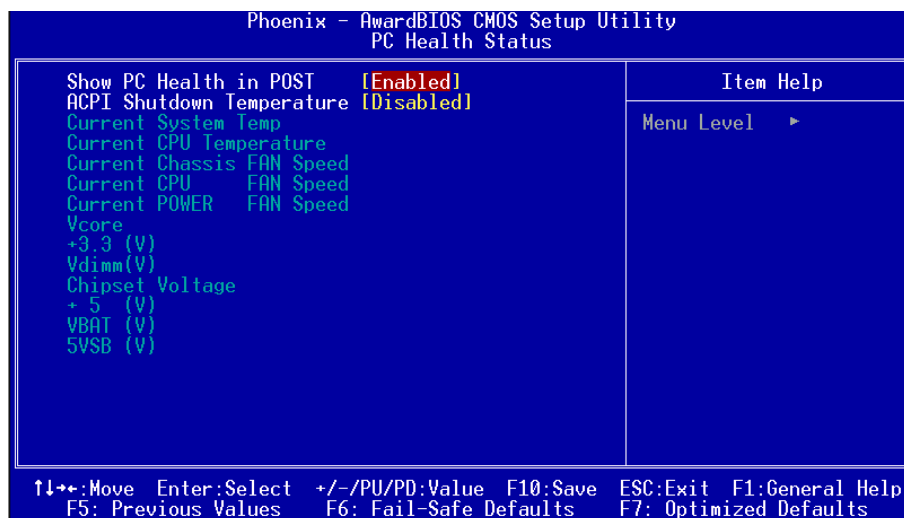 Phoenix - AwardBIOS CMOS Setup Utility
PC Health Status
Show PC Health in POST [Enabled]
ACPI Shutdown Temperature [Disabled]
Current System Temp
Current CPU Temperature
Current Chassis FAN Speed
Current CPU FAN Speed
Current POWER FAN Speed
Vcore
+3.3 (V)
Vdimm(V)
Chipset Voltage
+ 5 (V)
VBAT (V)
5VSB (V)
Item Help
Menu Level ►
↑↓→←:Move Enter:Select +/-/PU/PD:Value F10:Save ESC:Exit F1:General Help
F5: Previous Values F6: Fail-Safe Defaults F7: Optimized Defaults